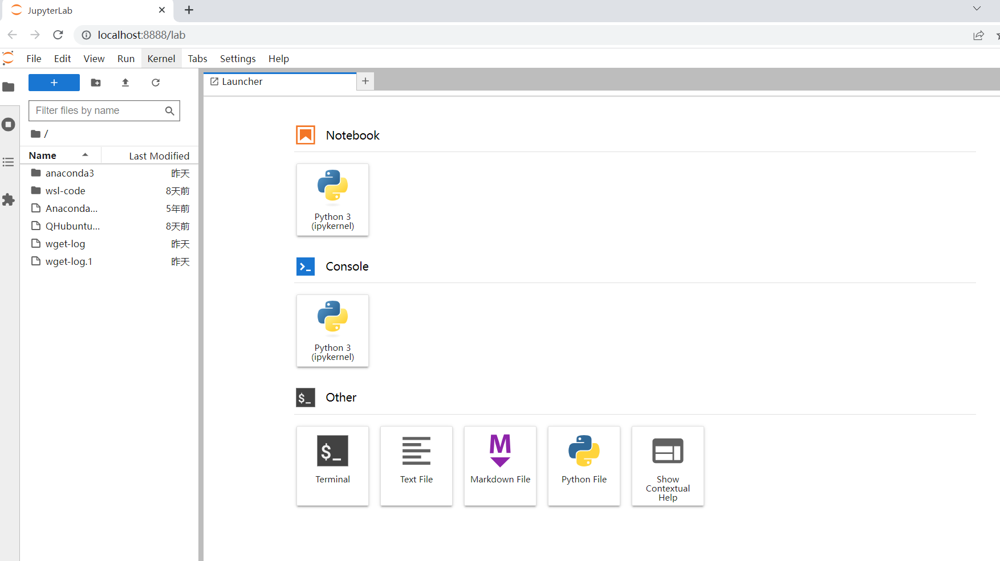 JupyterLab
localhost:8888/lab
File Edit View Run Kernel Tabs Settings Help
Launcher
Filter files by name
/
Name Last Modified
anaconda3 昨天
wsl-code 8天前
Anaconda... 5年前
QHubuntu... 8天前
wget-log 昨天
wget-log.1 昨天
Notebook
Python 3
(ipykernel)
Console
Python 3
(ipykernel)
$_ Other
$_
M
Terminal
Text File
Markdown File
Python File
Show
Contextual
Help